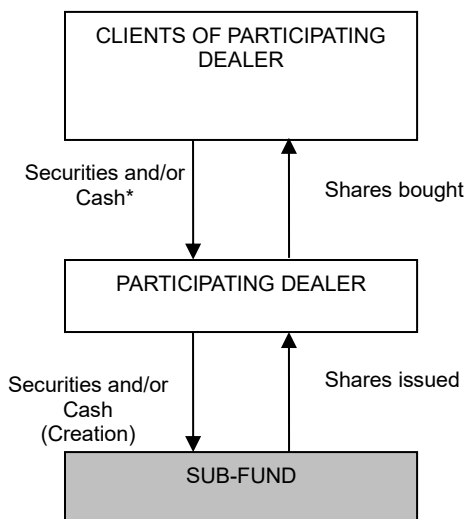 CLIENTS OF PARTICIPATING
DEALER
Securities and/or
Cash*
Shares bought
PARTICIPATING DEALER
Securities and/or
Cash
(Creation)
Shares issued
SUB-FUND